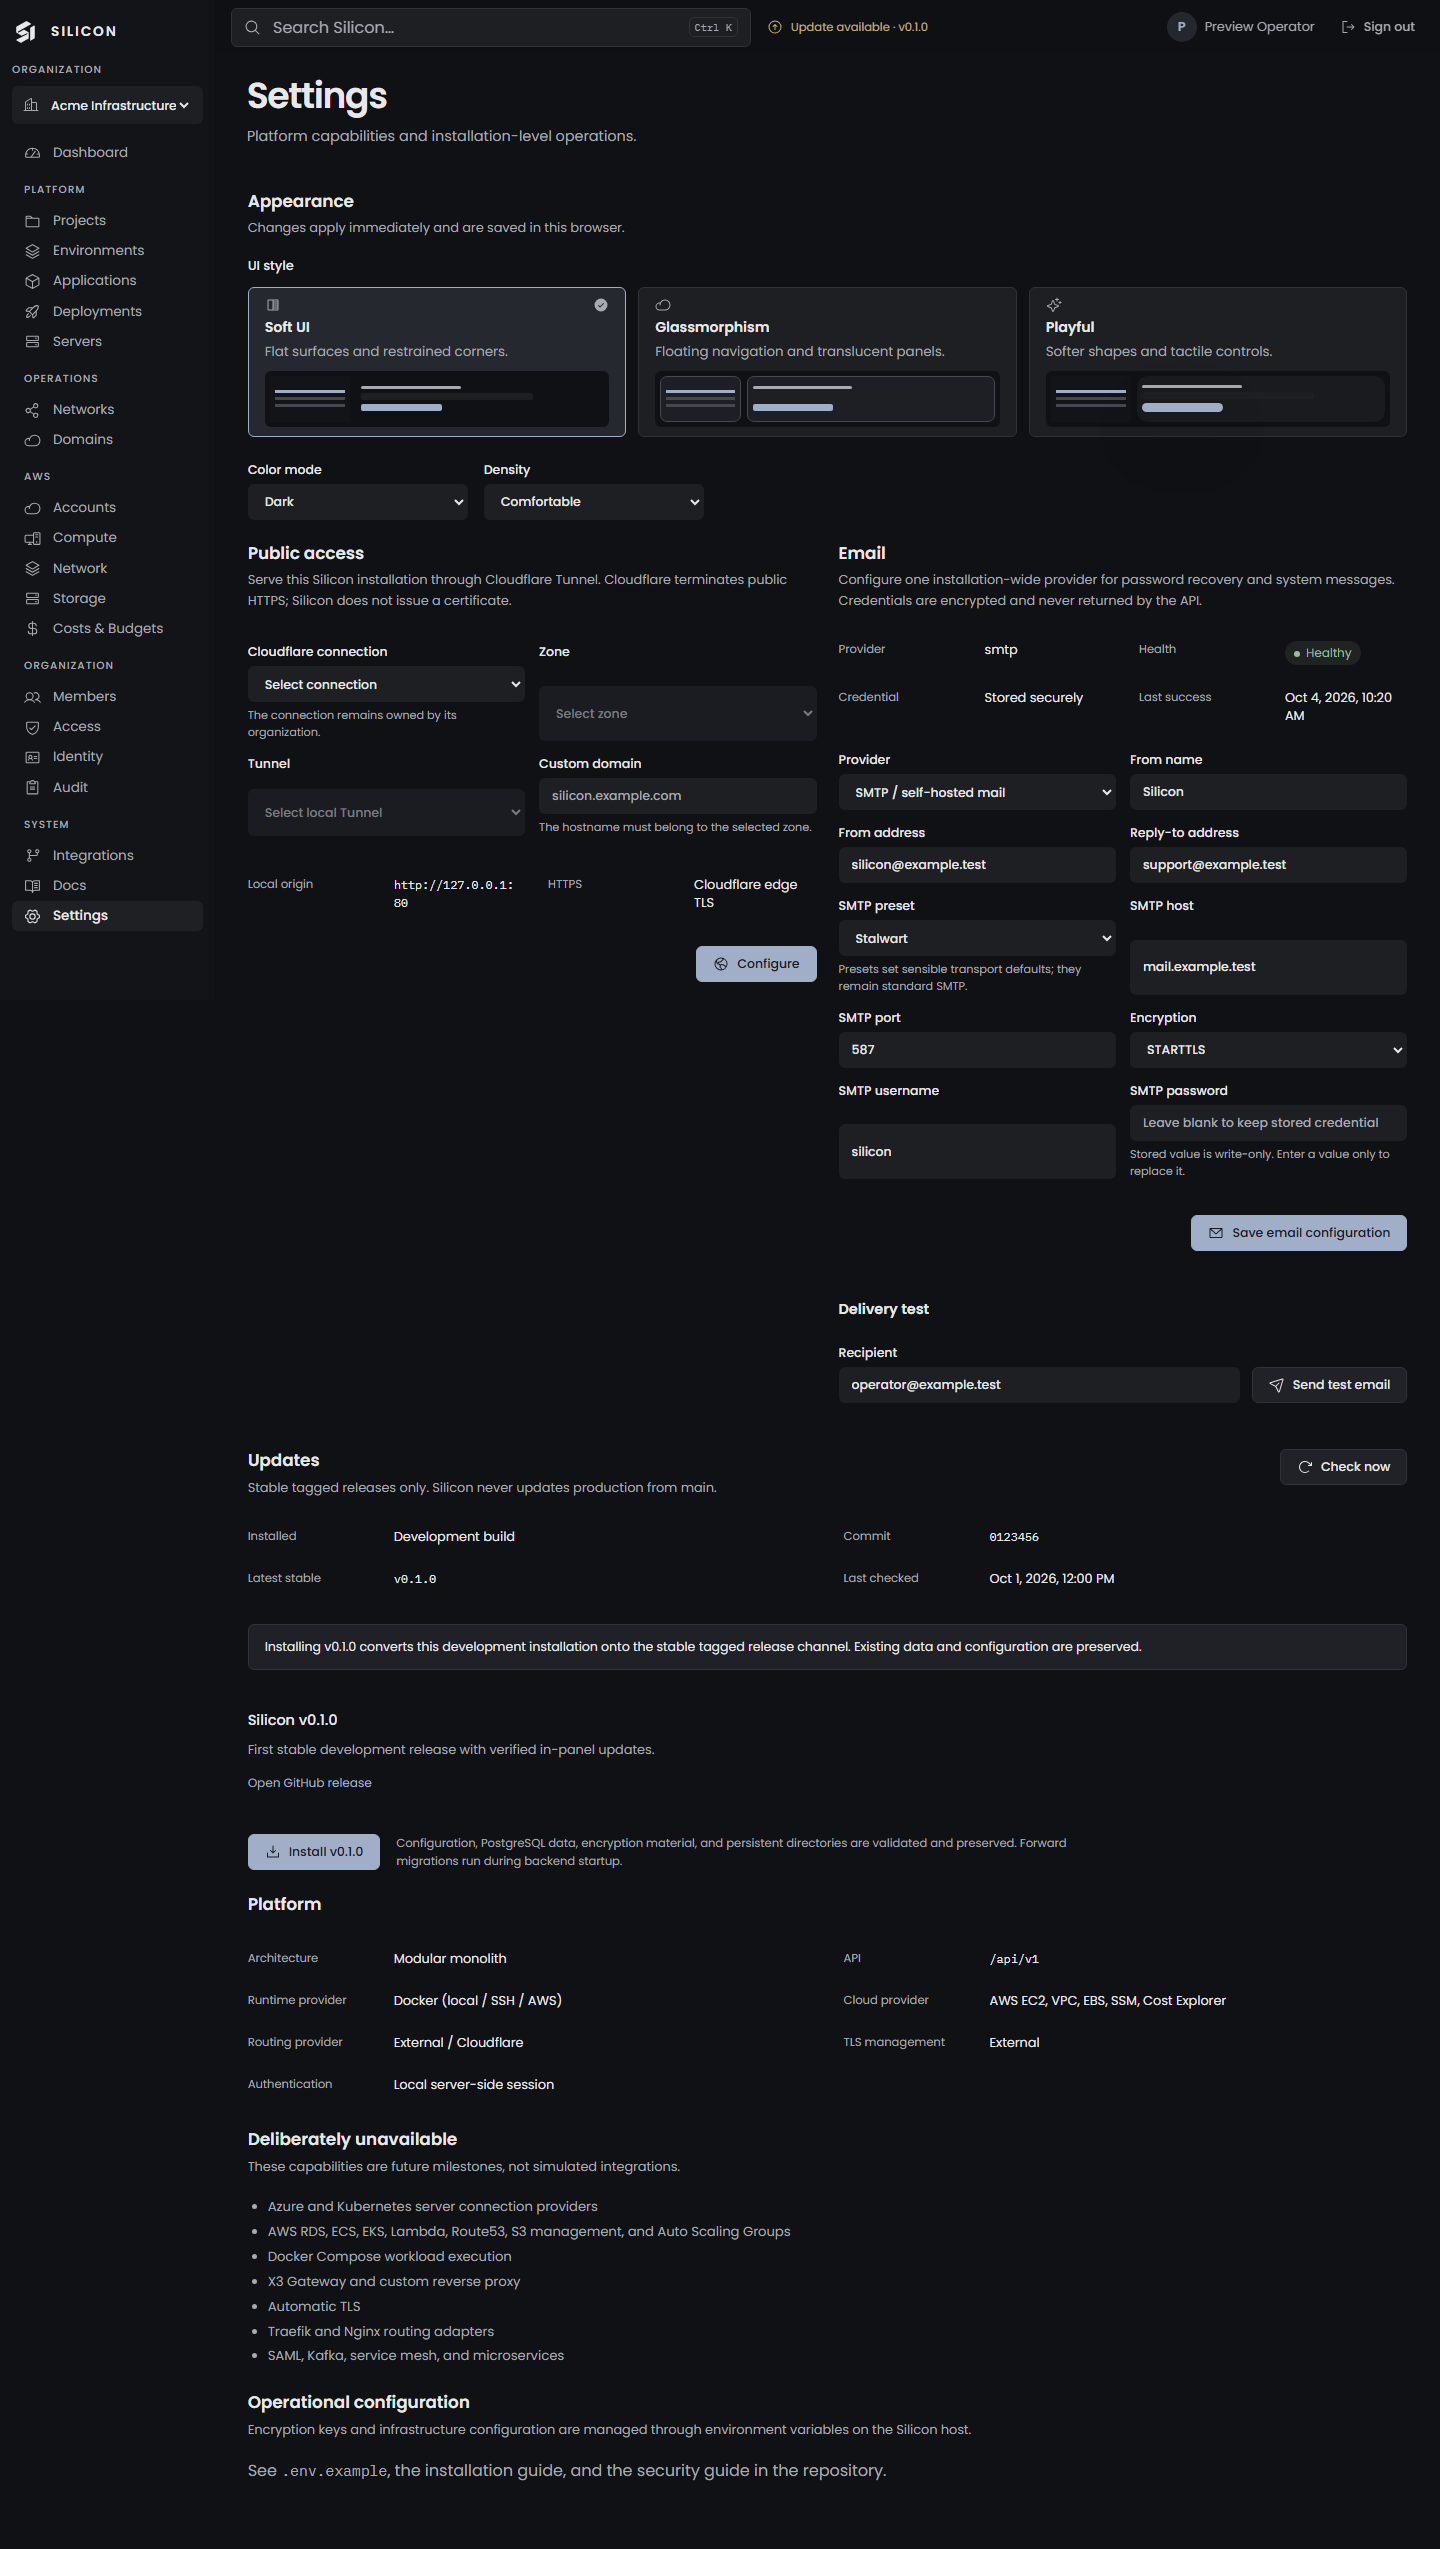 SILICON
ORGANIZATION
Acme Infrastructure
Dashboard
PLATFORM
Projects
Environments
Applications
Deployments
Servers
OPERATIONS
Networks
Domains
AWS
Accounts
Compute
Network
Storage
Costs & Budgets
ORGANIZATION
Members
Access
Identity
Audit
SYSTEM
Integrations
Docs
Settings
Search Silicon...
Ctrl K
Update available · v0.1.0
P
Preview Operator
Sign out
Settings
Platform capabilities and installation-level operations.
Appearance
Changes apply immediately and are saved in this browser.
UI style
Soft UI
Flat surfaces and restrained corners.
Glassmorphism
Floating navigation and translucent panels.
Playful
Softer shapes and tactile controls.
Color mode
Dark
Density
Comfortable
Public access
Serve this Silicon installation through Cloudflare Tunnel. Cloudflare terminates public
HTTPS; Silicon does not issue a certificate.
Cloudflare connection
Select connection
The connection remains owned by its
organization.
Zone
Select zone
Tunnel
Select local Tunnel
Custom domain
silicon.example.com
The hostname must belong to the selected zone.
Local origin
http://127.0.0.1:
80
HTTPS
Cloudflare edge
TLS
Configure
Email
Configure one installation-wide provider for password recovery and system messages.
Credentials are encrypted and never returned by the API.
Provider
smtp
Health
Healthy
Credential
Stored securely
Last success
Oct 4, 2026, 10:20
AM
Provider
SMTP / self-hosted mail
From name
Silicon
From address
silicon@example.test
Reply-to address
support@example.test
SMTP preset
Stalwart
Presets set sensible transport defaults; they
remain standard SMTP.
SMTP host
mail.example.test
SMTP port
587
Encryption
STARTTLS
SMTP username
silicon
SMTP password
Leave blank to keep stored credential
Stored value is write-only. Enter a value only to
replace it.
Save email configuration
Delivery test
Recipient
operator@example.test
Send test email
Updates
Stable tagged releases only. Silicon never updates production from main.
Check now
Installed
Development build
Commit
0123456
Latest stable
v0.1.0
Last checked
Oct 1, 2026, 12:00 PM
Installing v0.1.0 converts this development installation onto the stable tagged release channel. Existing data and configuration are preserved.
Silicon v0.1.0
First stable development release with verified in-panel updates.
Open GitHub release
Install v0.1.0
Configuration, PostgreSQL data, encryption material, and persistent directories are validated and preserved. Forward
migrations run during backend startup.
Platform
Architecture
Modular monolith
API
/api/v1
Runtime provider
Docker (local / SSH / AWS)
Cloud provider
AWS EC2, VPC, EBS, SSM, Cost Explorer
Routing provider
External / Cloudflare
TLS management
External
Authentication
Local server-side session
Deliberately unavailable
These capabilities are future milestones, not simulated integrations.
• Azure and Kubernetes server connection providers
• AWS RDS, ECS, EKS, Lambda, Route53, S3 management, and Auto Scaling Groups
• Docker Compose workload execution
• X3 Gateway and custom reverse proxy
• Automatic TLS
• Traefik and Nginx routing adapters
• SAML, Kafka, service mesh, and microservices
Operational configuration
Encryption keys and infrastructure configuration are managed through environment variables on the Silicon host.
See .env.example, the installation guide, and the security guide in the repository.